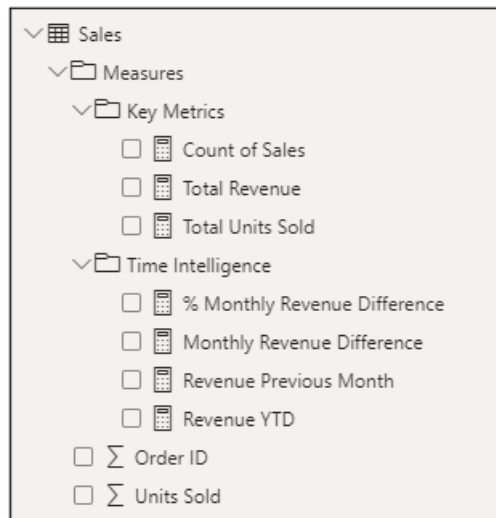 Sales
Measures
Key Metrics
Count of Sales
Total Revenue
Total Units Sold
Time Intelligence
% Monthly Revenue Difference
Monthly Revenue Difference
Revenue Previous Month
Revenue YTD
Order ID
Units Sold